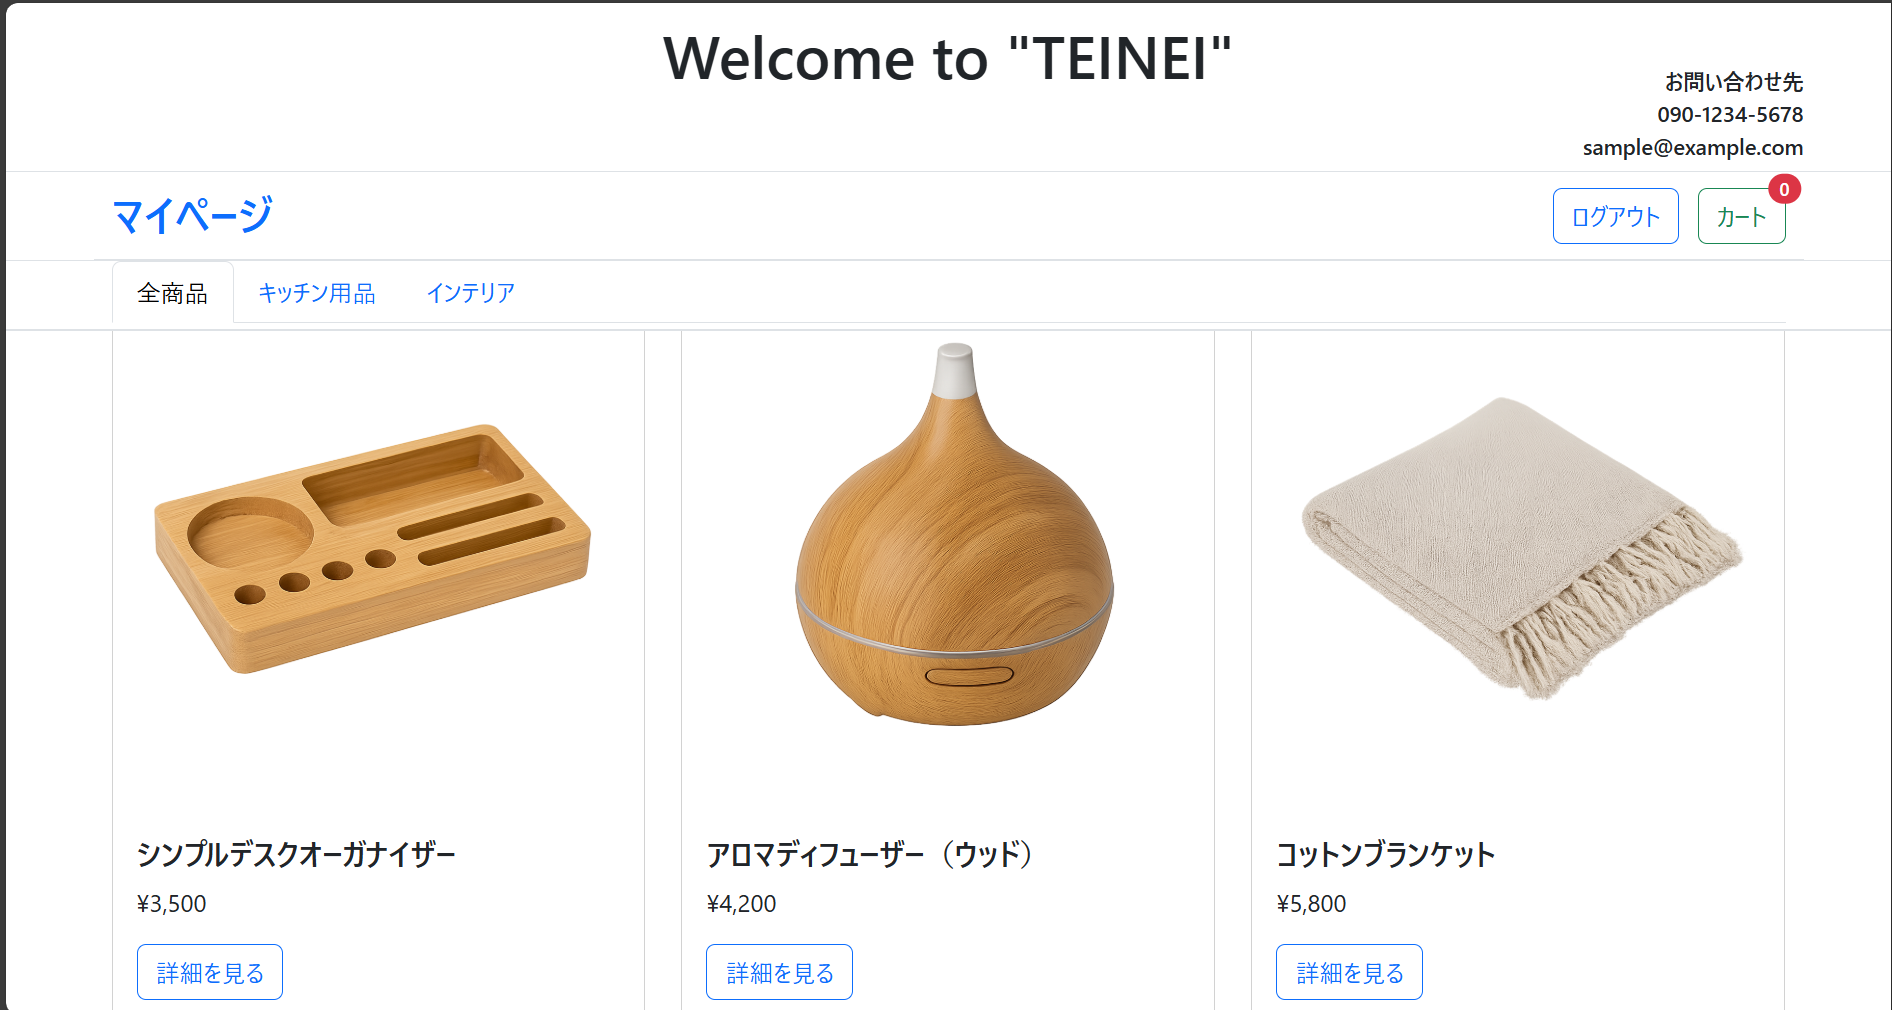 Welcome to "TEINEI"
お問い合わせ先
090-1234-5678
sample@example.com
マイページ
ログアウト
カート
0
全商品
キッチン用品
インテリア
シンプルデスクオーガナイザー
¥3,500
詳細を見る
アロマディフューザー（ウッド）
¥4,200
詳細を見る
コットンブランケット
¥5,800
詳細を見る